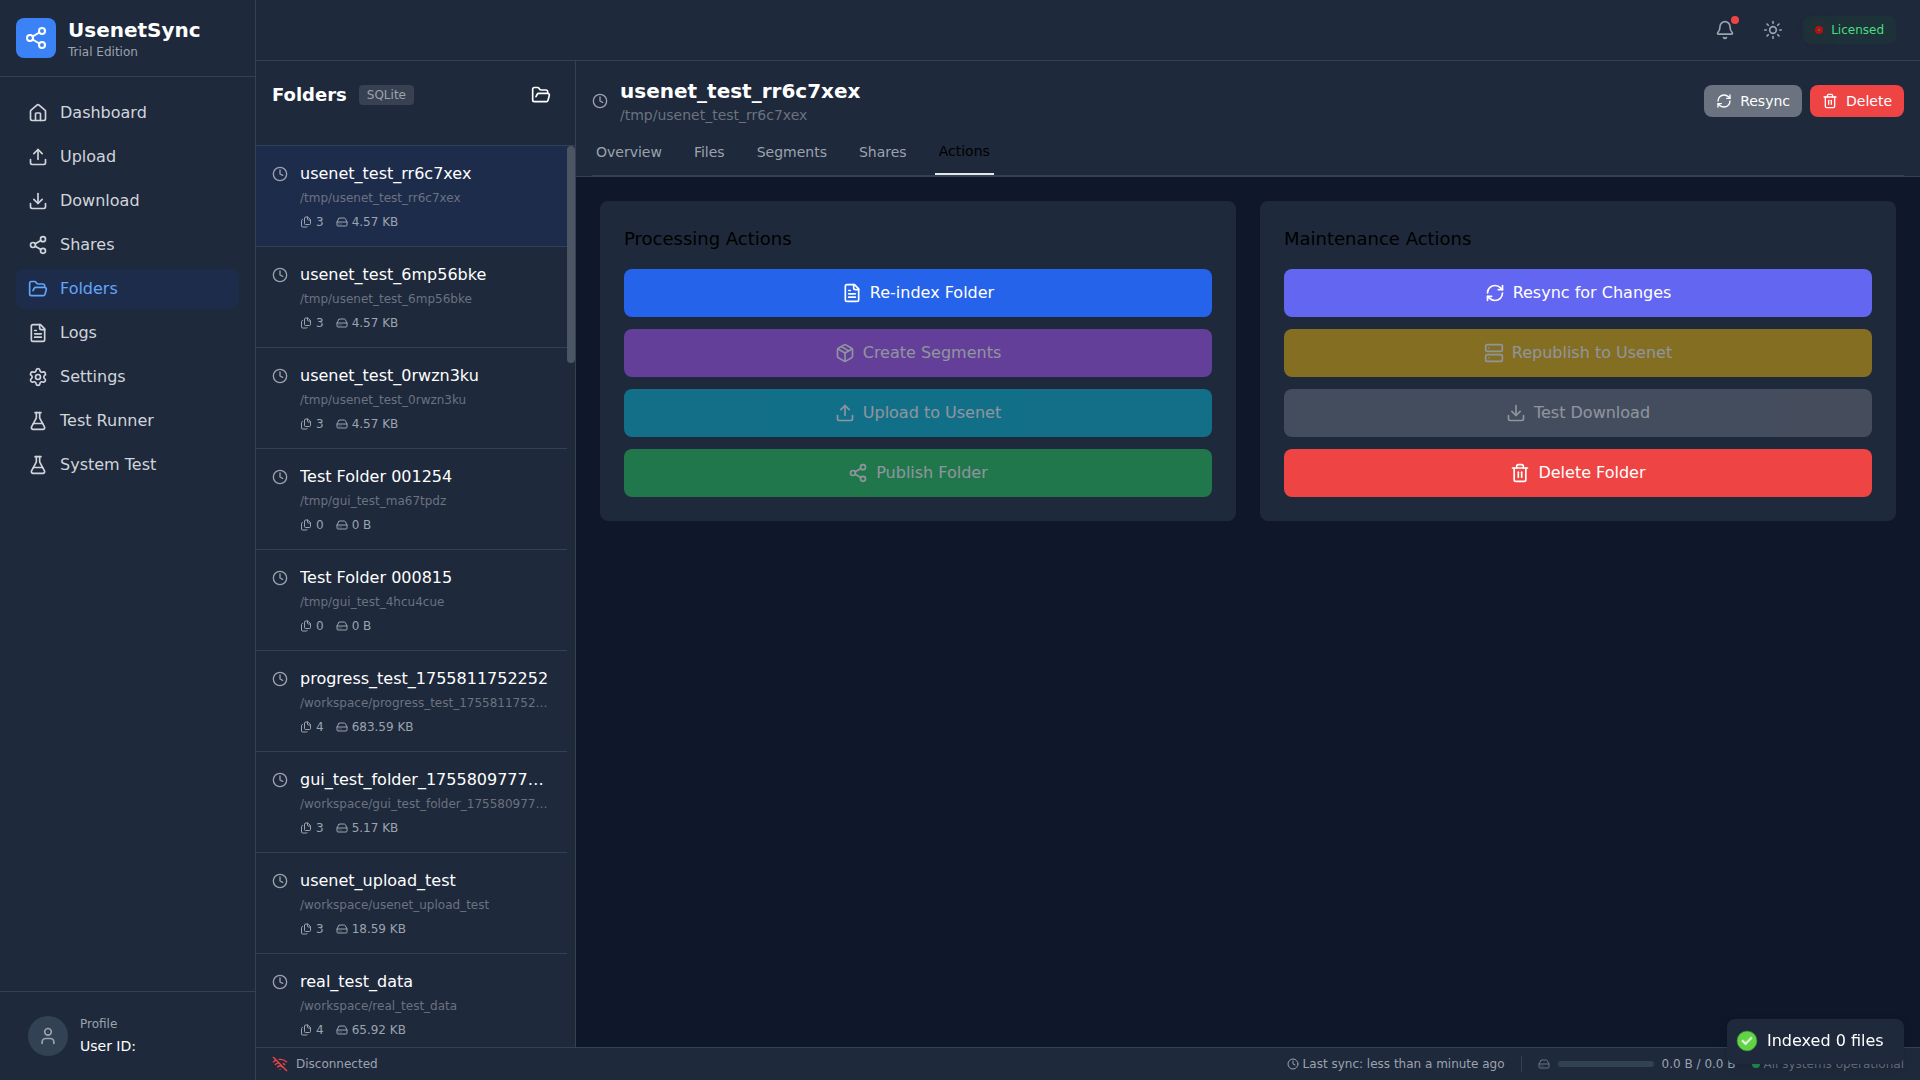 UsenetSync
Trial Edition
Dashboard
Upload
Download
Shares
Folders
Logs
Settings
Test Runner
System Test
Profile
User ID:
Licensed
Folders SQLite
usenet_test_rr6c7xex
/tmp/usenet_test_rr6c7xex
3 4.57 KB
usenet_test_6mp56bke
/tmp/usenet_test_6mp56bke
3 4.57 KB
usenet_test_0rwzn3ku
/tmp/usenet_test_0rwzn3ku
3 4.57 KB
Test Folder 001254
/tmp/gui_test_ma67tpdz
0 0 B
Test Folder 000815
/tmp/gui_test_4hcu4cue
0 0 B
progress_test_1755811752252
/workspace/progress_test_1755811752...
4 683.59 KB
gui_test_folder_1755809777...
/workspace/gui_test_folder_175580977...
3 5.17 KB
usenet_upload_test
/workspace/usenet_upload_test
3 18.59 KB
real_test_data
/workspace/real_test_data
4 65.92 KB
usenet_test_rr6c7xex
/tmp/usenet_test_rr6c7xex
Resync Delete
Overview Files Segments Shares Actions
Processing Actions
Re-index Folder
Create Segments
Upload to Usenet
Publish Folder
Maintenance Actions
Resync for Changes
Republish to Usenet
Test Download
Delete Folder
Indexed 0 files
Disconnected
Last sync: less than a minute ago
0.0 B / 0.0 B
All systems operational